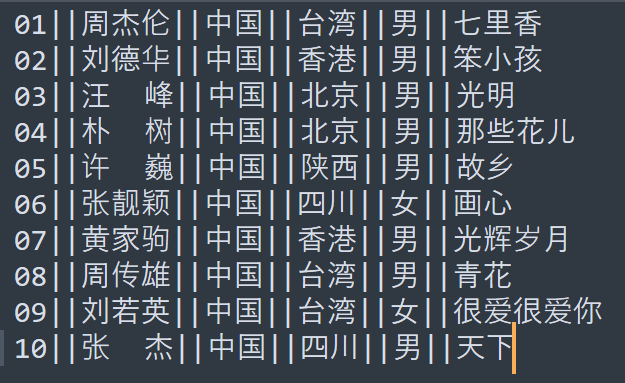 01||周杰伦||中国||台湾||男||七里香
02||刘德华||中国||香港||男||笨小孩
03||汪  峰||中国||北京||男||光明
04||朴  树||中国||北京||男||那些花儿
05||许  巍||中国||陕西||男||故乡
06||张靓颖||中国||四川||女||画心
07||黄家驹||中国||香港||男||光辉岁月
08||周传雄||中国||台湾||男||青花
09||刘若英||中国||台湾||女||很爱很爱你
10||张  杰||中国||四川||男||天下